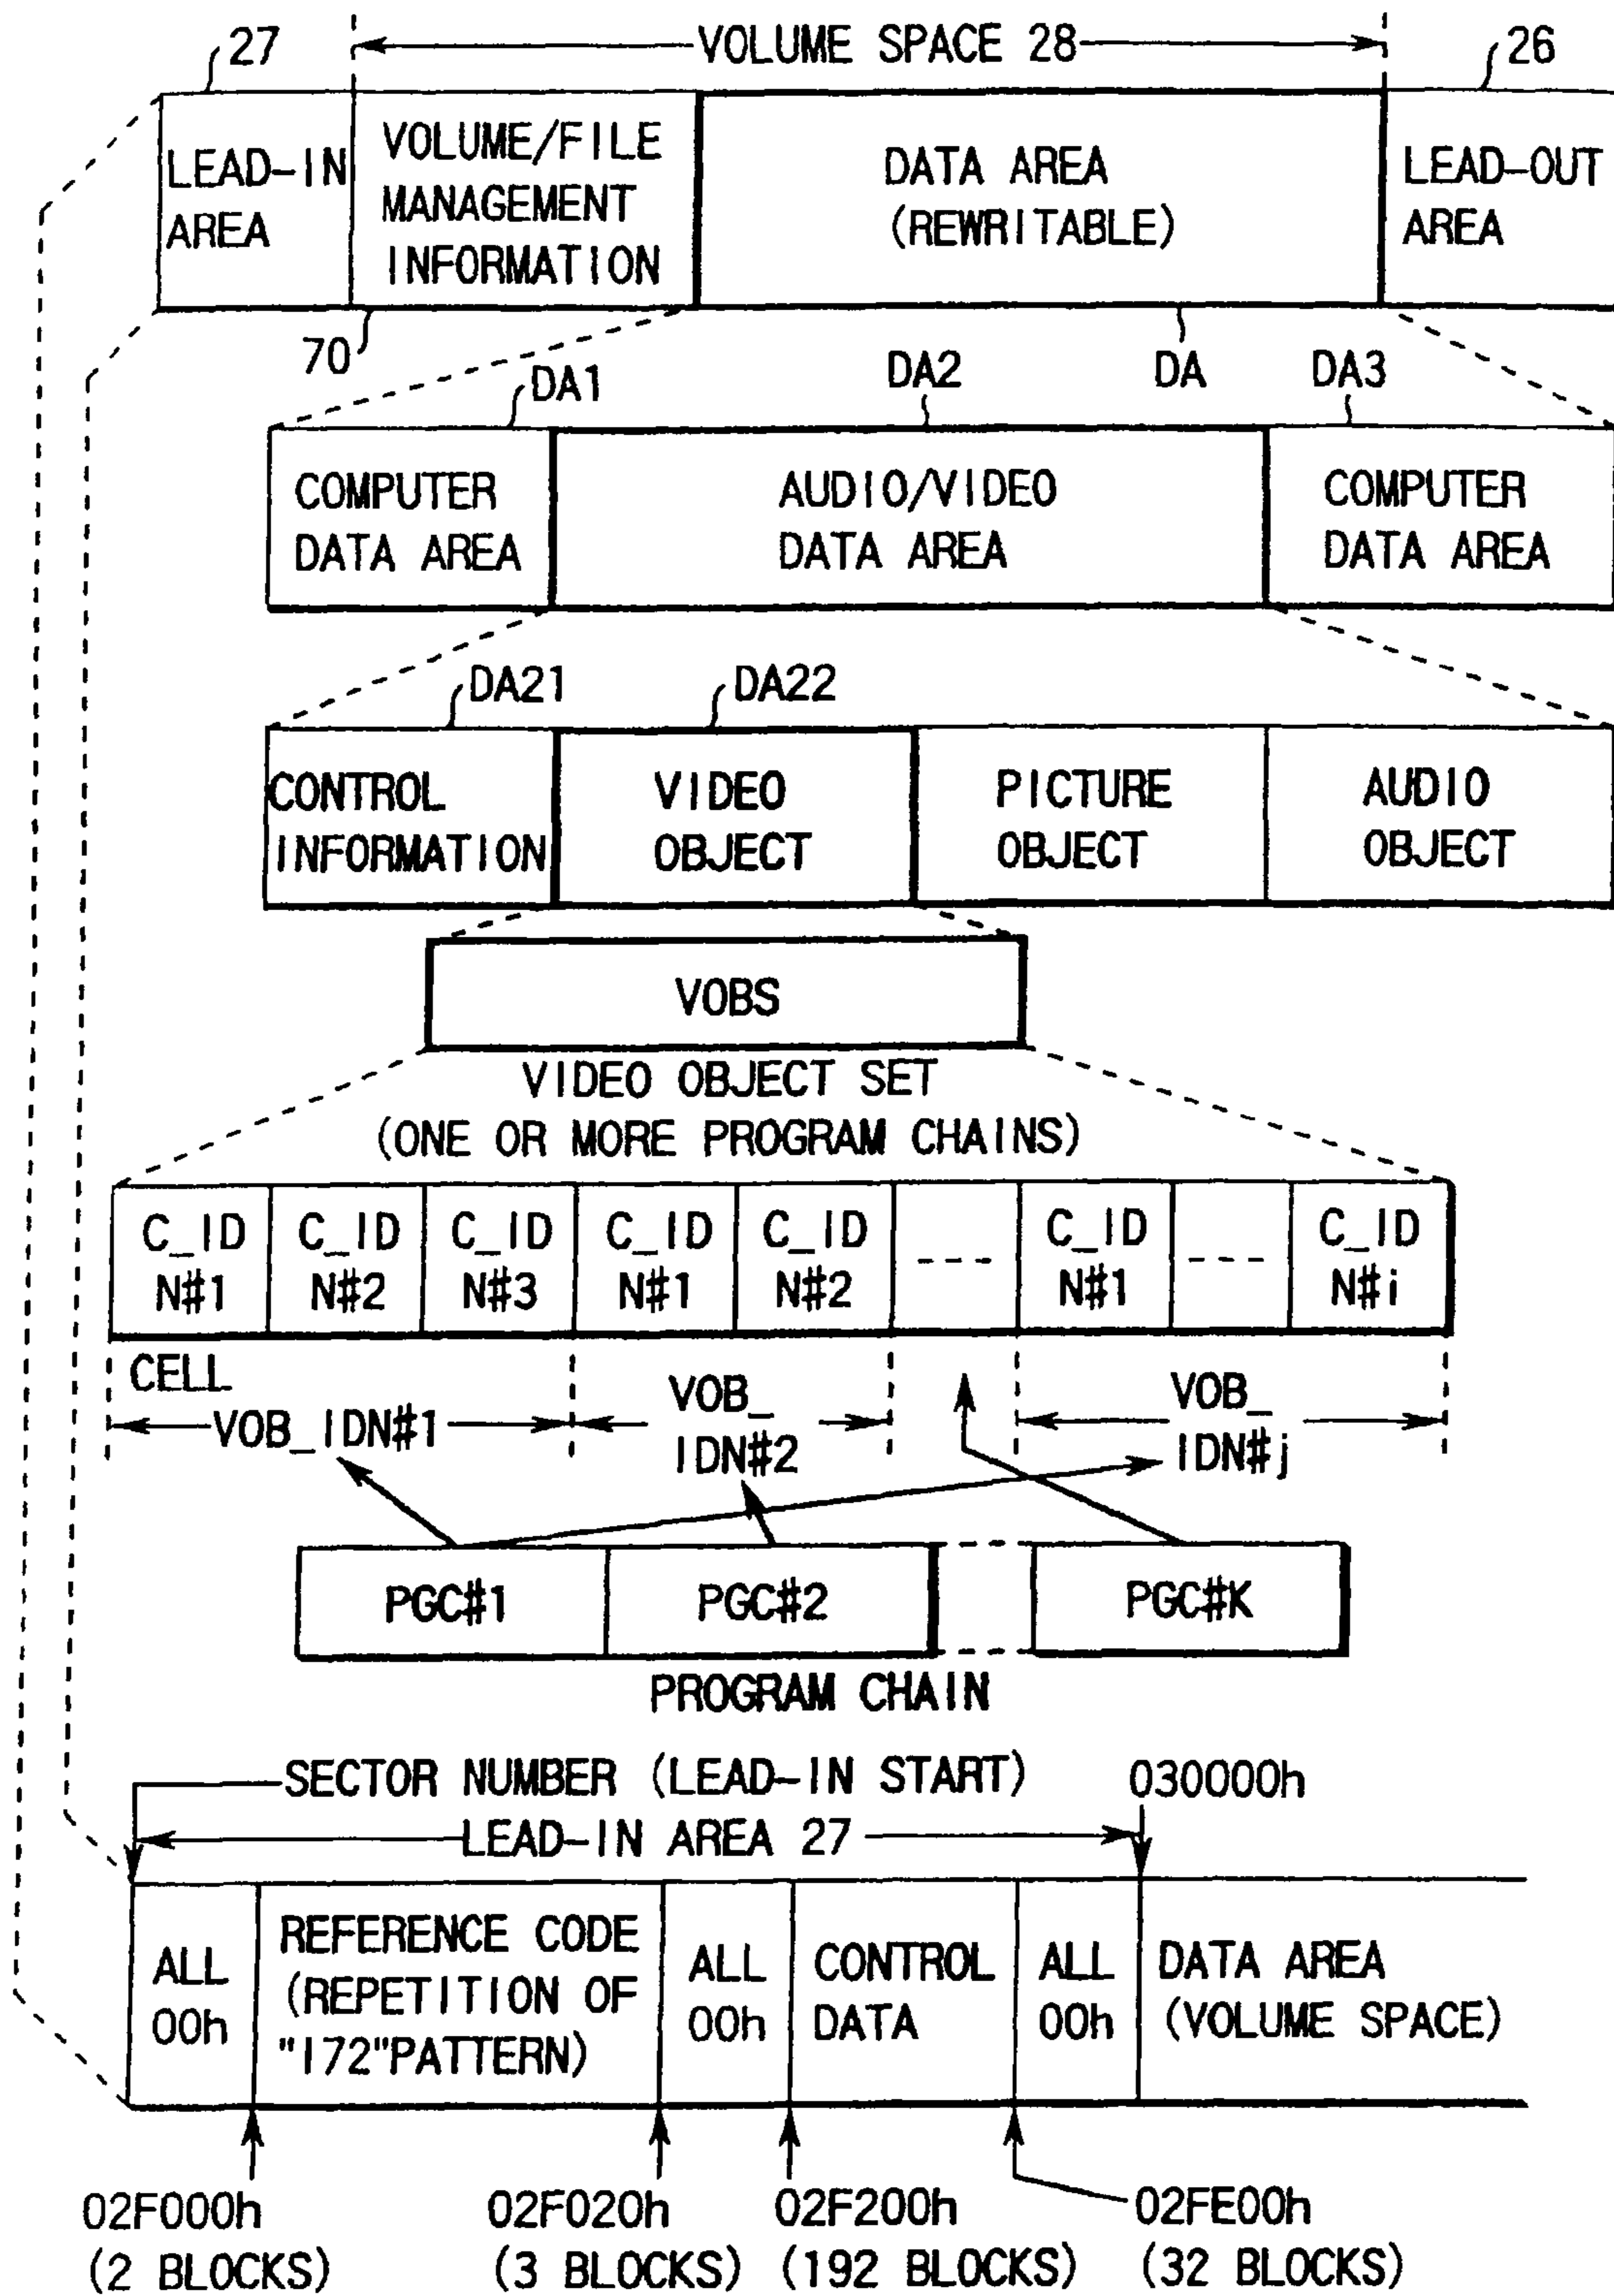 27
VOLUME SPACE 28
26
LEAD-IN
AREA
VOLUME/FILE
MANAGEMENT
INFORMATION
DATA AREA
(REWRITABLE)
LEAD-OUT
AREA
70
DA1
DA2
DA
DA3
COMPUTER
DATA AREA
AUDIO/VIDEO
DATA AREA
COMPUTER
DATA AREA
DA21
DA22
CONTROL
INFORMATION
VIDEO
OBJECT
PICTURE
OBJECT
AUDIO
OBJECT
VOBS
VIDEO OBJECT SET
(ONE OR MORE PROGRAM CHAINS)
C_ID
N#1
C_ID
N#2
C_ID
N#3
C_ID
N#1
C_ID
N#2
C_ID
N#1
C_ID
N#i
CELL
VOB_IDN#1
VOB_
IDN#2
VOB_
IDN#j
PGC#1
PGC#2
PGC#K
PROGRAM CHAIN
SECTOR NUMBER (LEAD-IN START)
030000h
LEAD-IN AREA 27
ALL
00h
REFERENCE CODE
(REPETITION OF
"172"PATTERN)
ALL
00h
CONTROL
DATA
ALL
00h
DATA AREA
(VOLUME SPACE)
02F000h
(2 BLOCKS)
02F020h
(3 BLOCKS)
02F200h
(192 BLOCKS)
02FE00h
(32 BLOCKS)